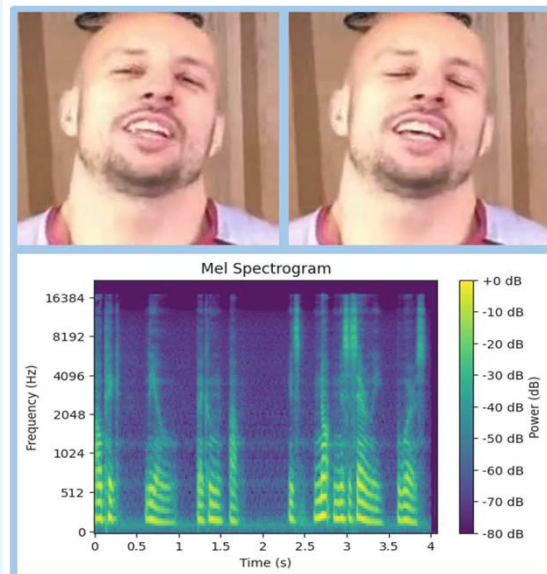 Mel Spectrogram
Frequency (Hz)
16384
8192
4096
2048
1024
512
0
0 0.5 1 1.5 2 2.5 3 3.5 4
Time (s)
+0 dB
-10 dB
-20 dB
-30 dB
-40 dB
-50 dB
-60 dB
-70 dB
-80 dB
Power (dB)